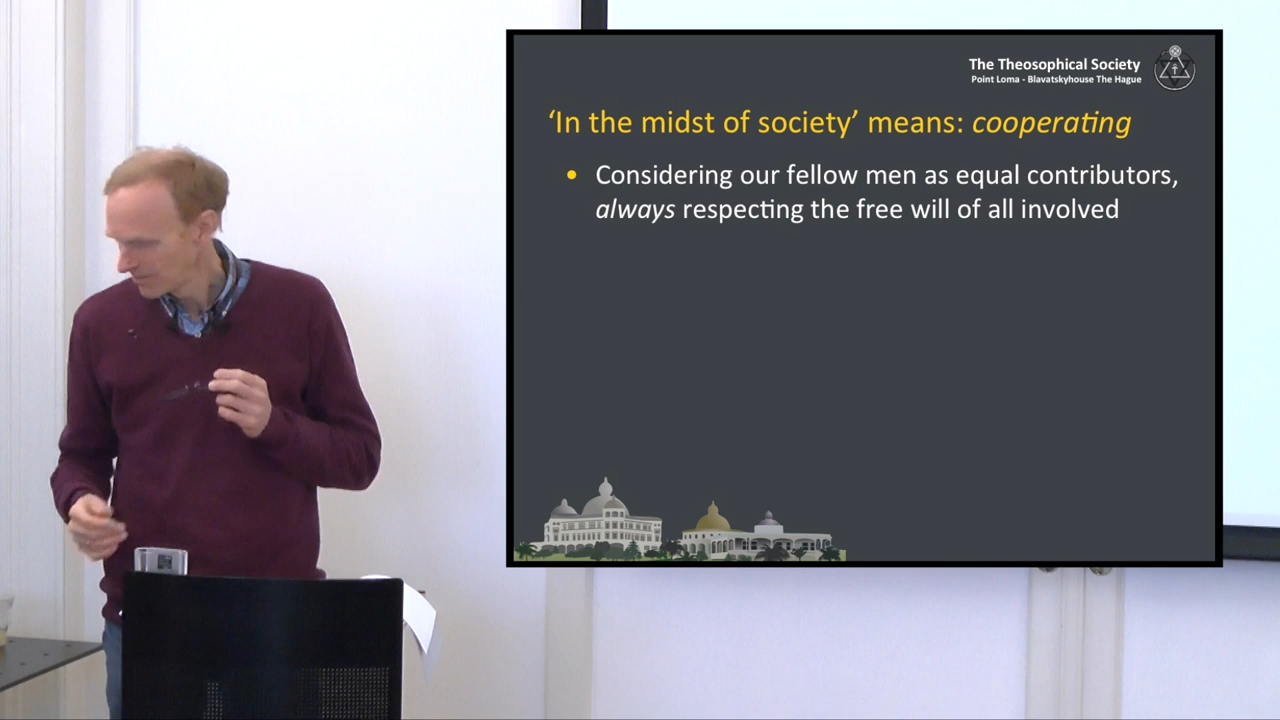 The Theosophical Society
Point Loma - Blavatskyhouse The Hague
‘In the midst of society’ means: cooperating
• Considering our fellow men as equal contributors,
always respecting the free will of all involved